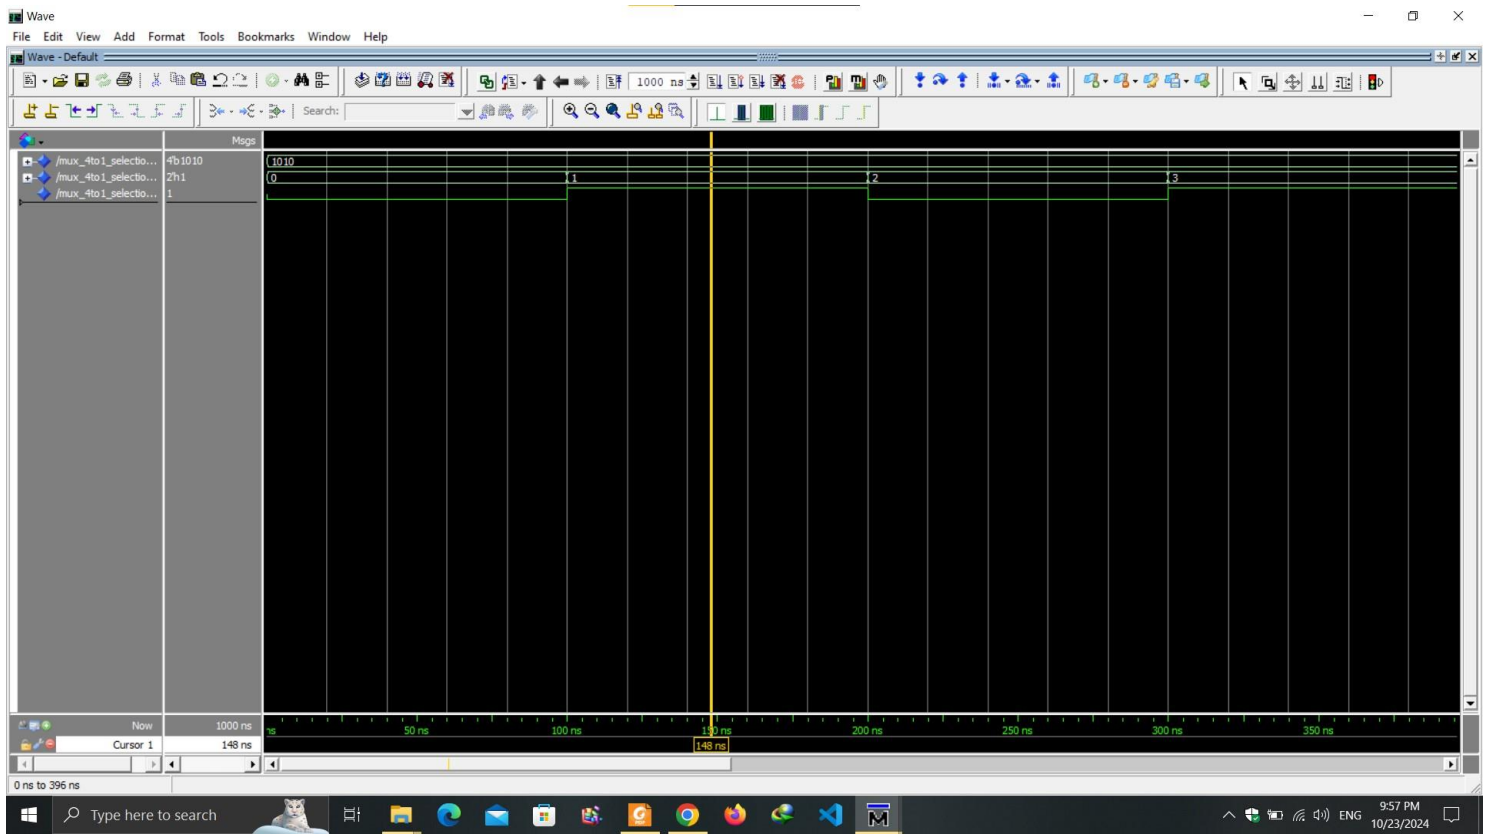 Wave
File Edit View Add Format Tools Bookmarks Window Help
Wave - Default
1000 ns
Search:
Msgs
/mux_4to1_selectio... 4'b1010 1010
/mux_4to1_selectio... 2'h1 0 1 2 3
/mux_4to1_selectio... 1
Now 1000 ns ns 50 ns 100 ns 150 ns 200 ns 250 ns 300 ns 350 ns
Cursor 1 148 ns 148 ns
0 ns to 396 ns
Type here to search
ENG
9:57 PM
10/23/2024